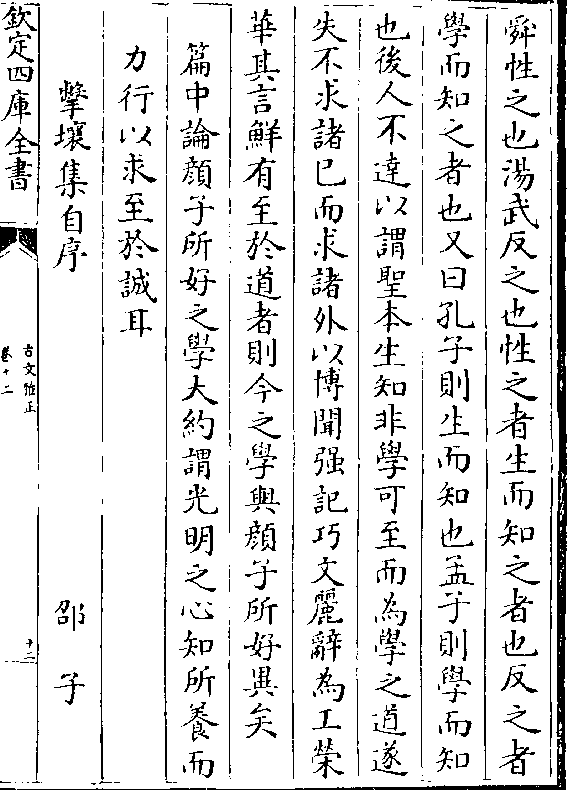 舜性之也湯武反之也性之者生而知之者也反之者
學而知之者也又曰孔子則生而知也孟子則學而知
也後人不達以謂聖本生知非學可至而為學之道遂
失不求諸已而求諸外以博聞强記巧文麗辭為工榮
華其言鮮有至於道者則今之學與顔子所好異矣
篇中論顔子所好之學大約謂光明之心知所養而
力行以求至於誠耳
擊壤集自序 邵子
欽定四庫全書
古文雅正
卷十二
十二